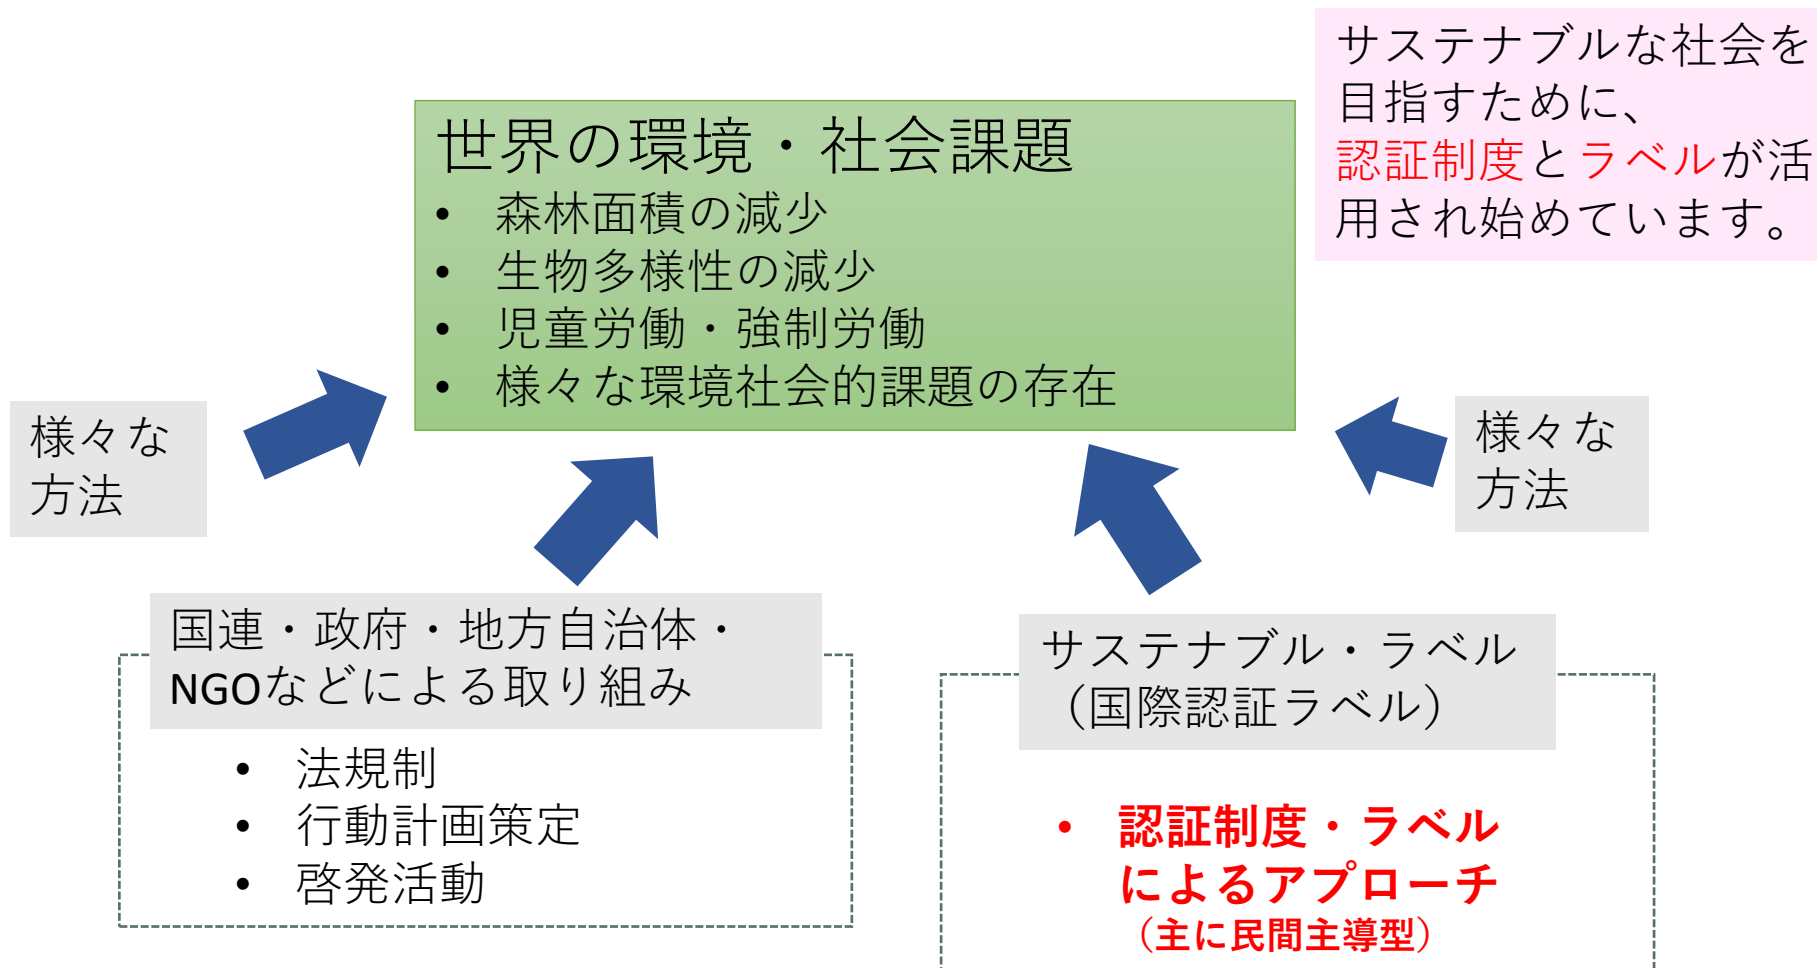 サステナブルな社会を
目指すために、
認証制度とラベルが活
用され始めています。
世界の環境・社会課題
• 森林面積の減少
• 生物多様性の減少
• 児童労働・強制労働
• 様々な環境社会的課題の存在
様々な
方法
様々な
方法
国連・政府・地方自治体・
NGOなどによる取り組み
• 法規制
• 行動計画策定
• 啓発活動
サステナブル・ラベル
（国際認証ラベル）
• 認証制度・ラベル
によるアプローチ
（主に民間主導型）